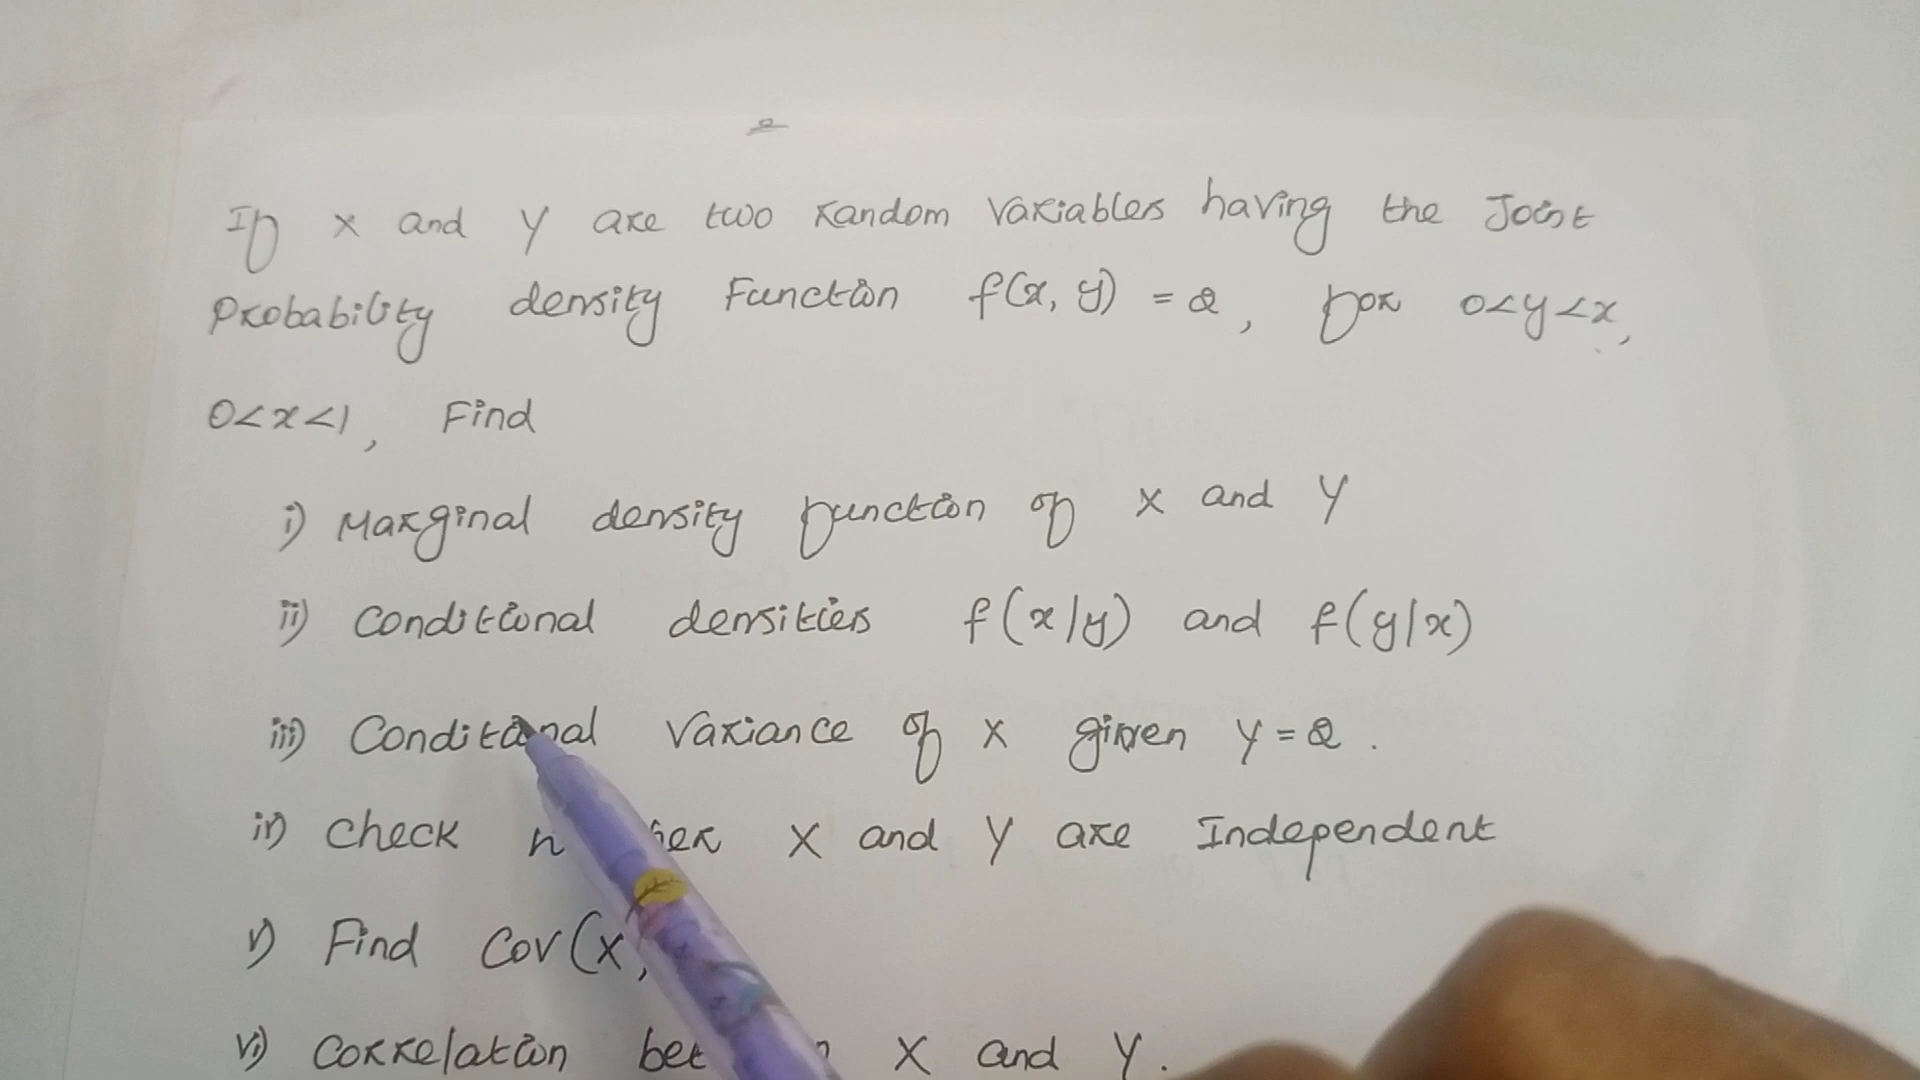 If X and Y are two random variables having the Joint
Probability density Function f(x, y) = 2, for 0<y<x,
0<x<1, Find
i) Marginal density function of X and Y
ii) Conditional densities f(x/y) and f(y/x)
iii) Conditional Variance of X given Y = 2.
iv) Check X and Y are Independent
v) Find Cov(X,
vi) Correlation X and Y.